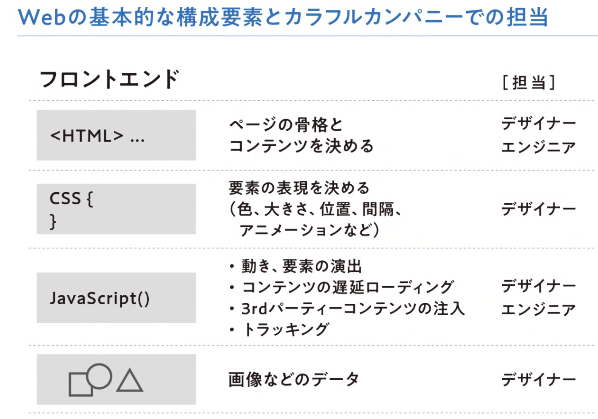 Webの基本的な構成要素とカラフルカンパニーでの担当
フロントエンド
[担当]
<HTML> ...
ページの骨格と
コンテンツを決める
デザイナー
エンジニア
CSS {
}
要素の表現を決める
（色、大きさ、位置、間隔、
アニメーションなど）
デザイナー
JavaScript()
・動き、要素の演出
・コンテンツの遅延ローディング
・3rdパーティーコンテンツの注入
・トラッキング
デザイナー
エンジニア
画像などのデータ
デザイナー